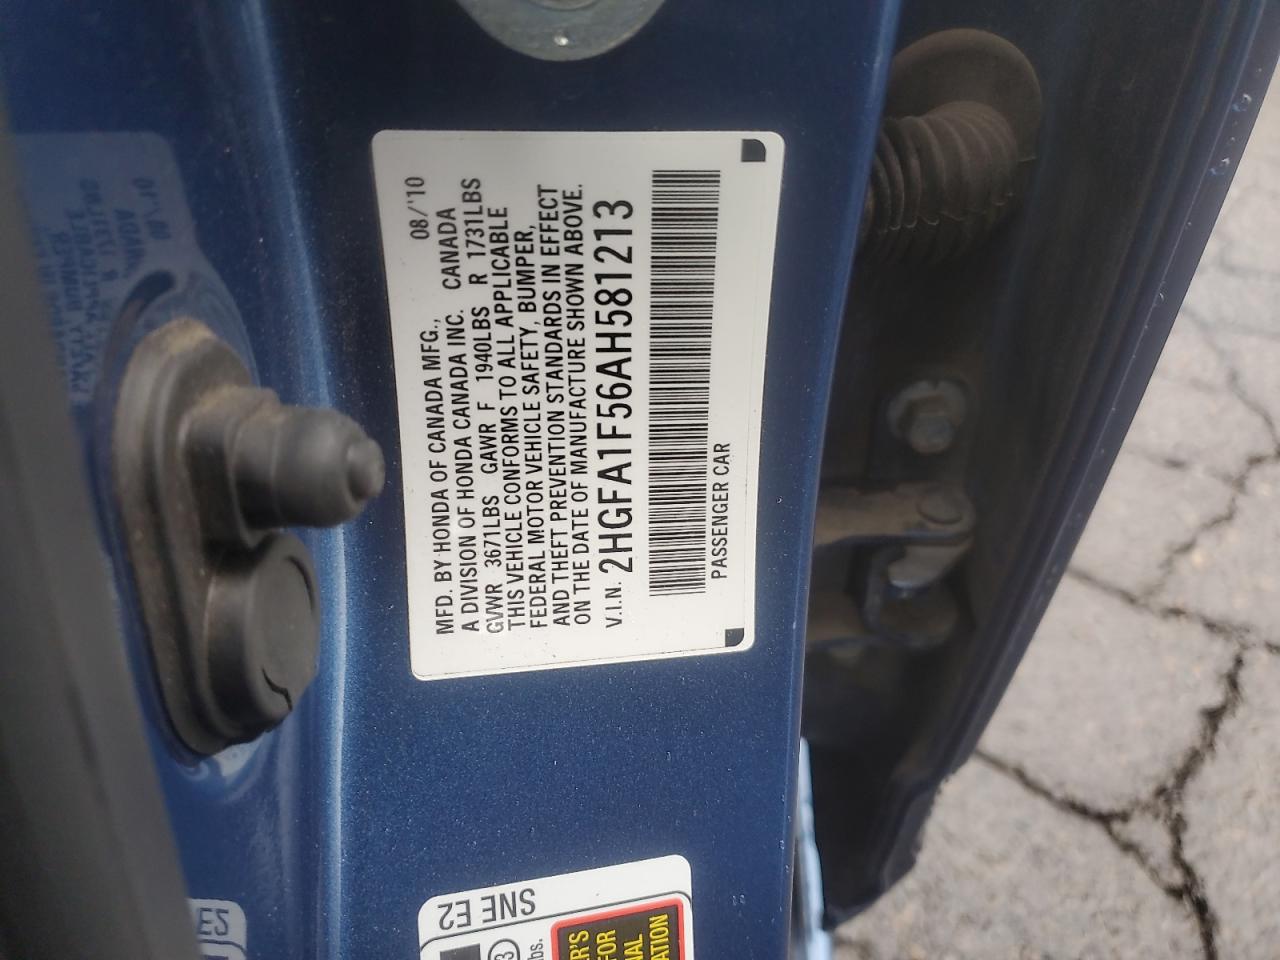 08/'10
MFD. BY HONDA OF CANADA MFG.,
A DIVISION OF HONDA CANADA INC. CANADA
GVWR 3671LBS GAWR F 1940LBS R 1731LBS
THIS VEHICLE CONFORMS TO ALL APPLICABLE
FEDERAL MOTOR VEHICLE SAFETY, BUMPER,
AND THEFT PREVENTION STANDARDS IN EFFECT
ON THE DATE OF MANUFACTURE SHOWN ABOVE.
V.I.N. 2HGFA1F56AH581213
PASSENGER CAR
SNE E2
3
lbs.